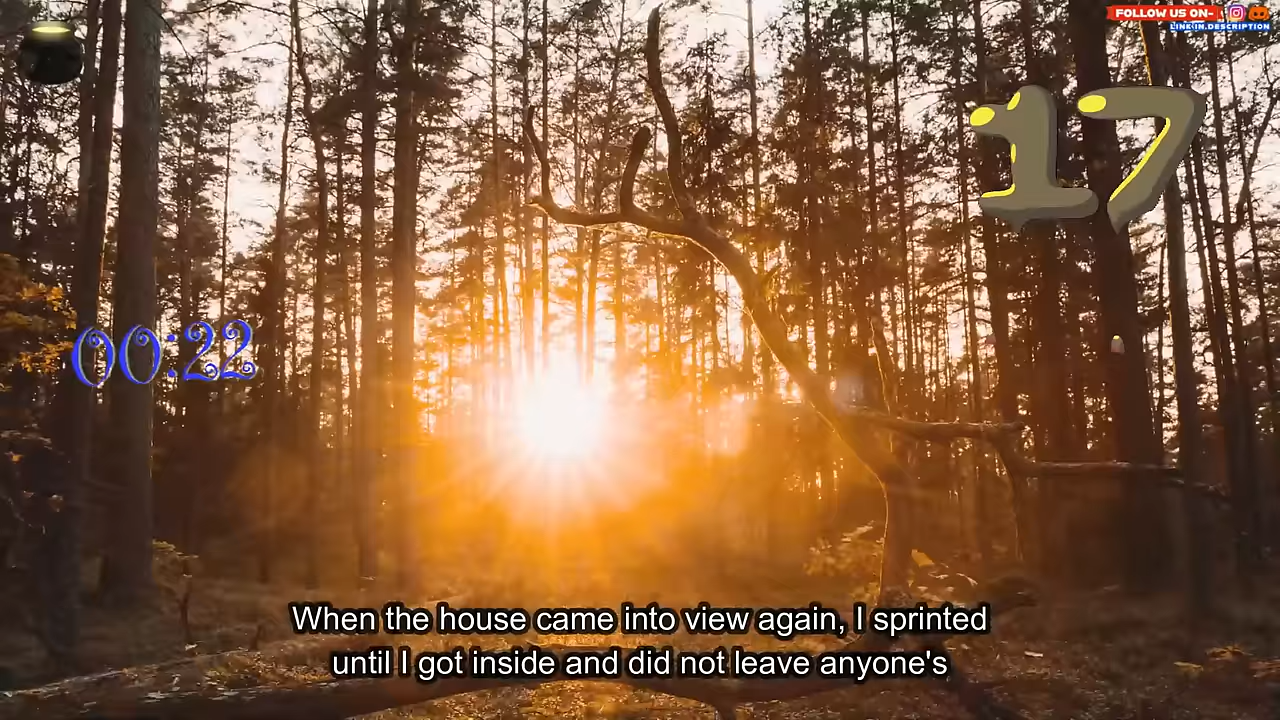 FOLLOW US ON-
LINK IN DESCRIPTION
17
00:22
When the house came into view again, I sprinted
until I got inside and did not leave anyone's